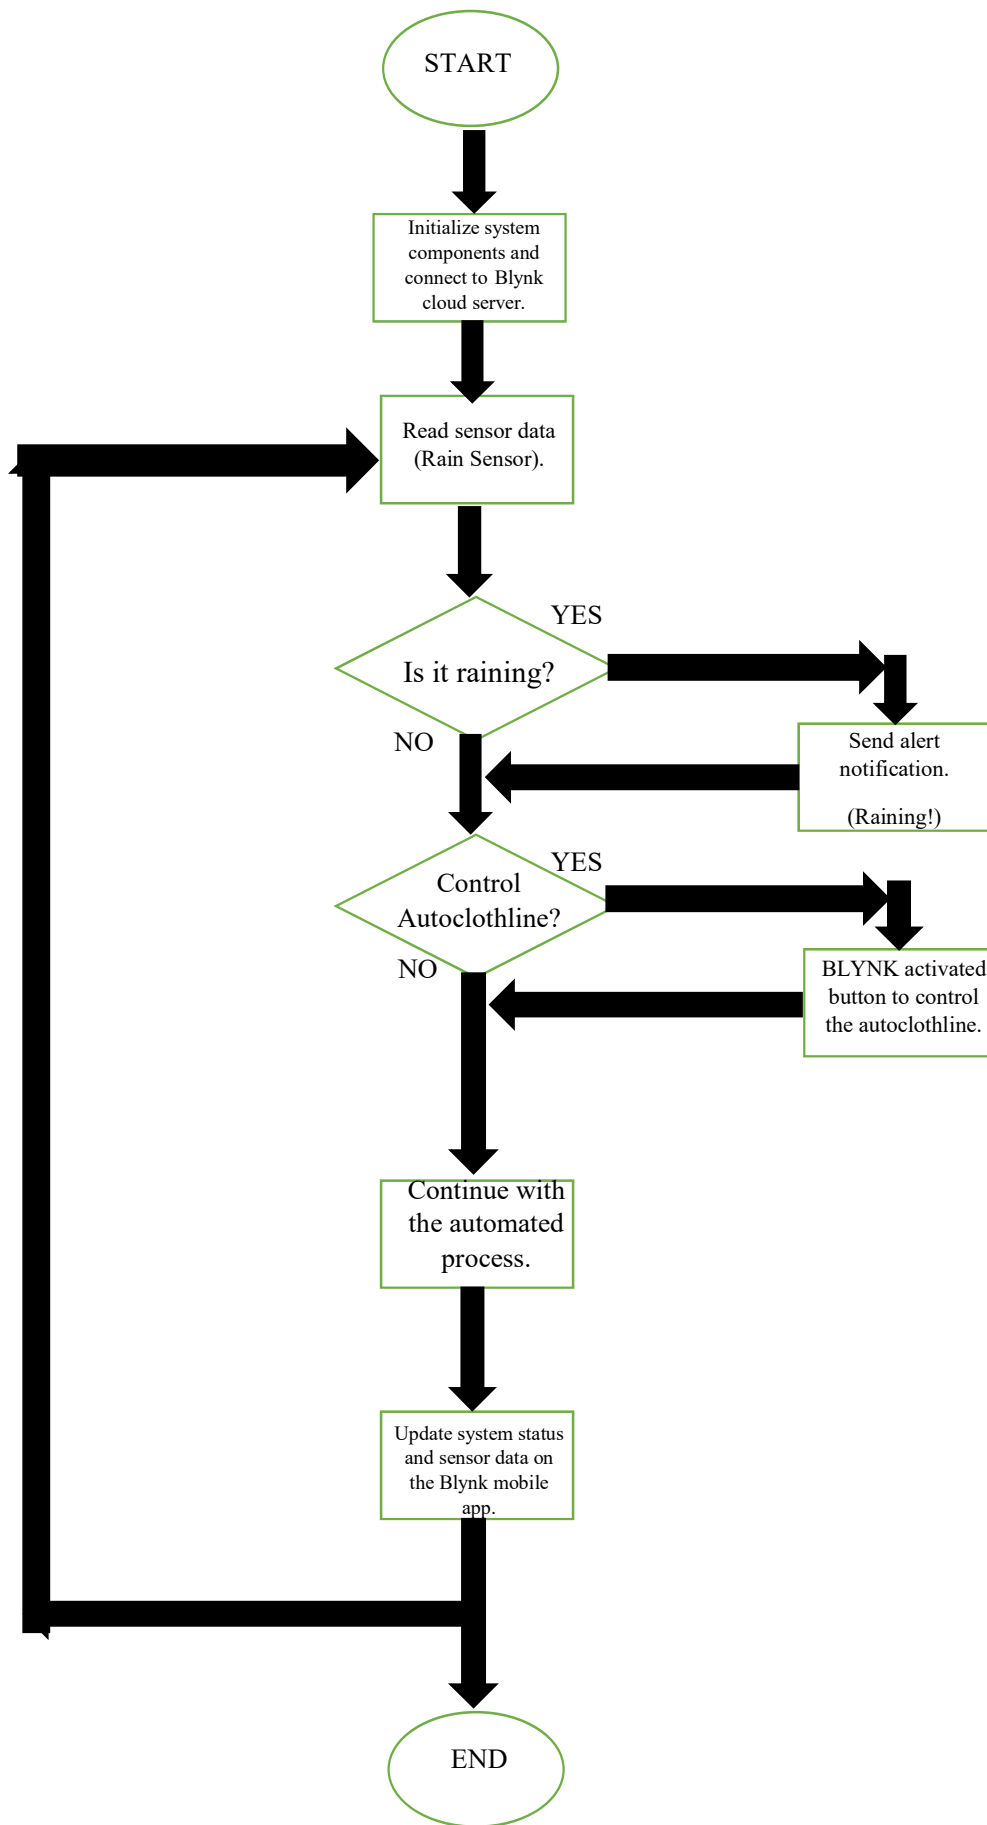 START
Initialize system
components and
connect to Blynk
cloud server.
Read sensor data
(Rain Sensor).
YES
Is it raining?
NO
Send alert
notification.
(Raining!)
YES
Control
Autoclothline?
NO
BLYNK activated
button to control
the autoclothline.
Continue with
the automated
process.
Update system status
and sensor data on
the Blynk mobile
app.
END